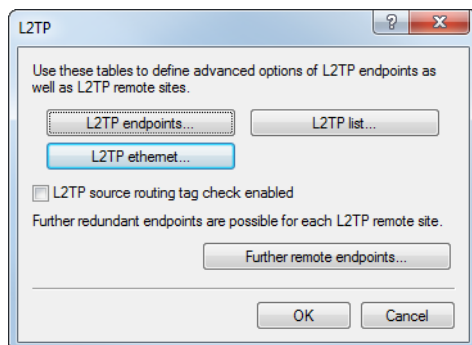 L2TP
Use these tables to define advanced options of L2TP endpoints as
well as L2TP remote sites.
L2TP endpoints... L2TP list...
L2TP ethernet...
L2TP source routing tag check enabled
Further redundant endpoints are possible for each L2TP remote site.
Further remote endpoints...
OK Cancel